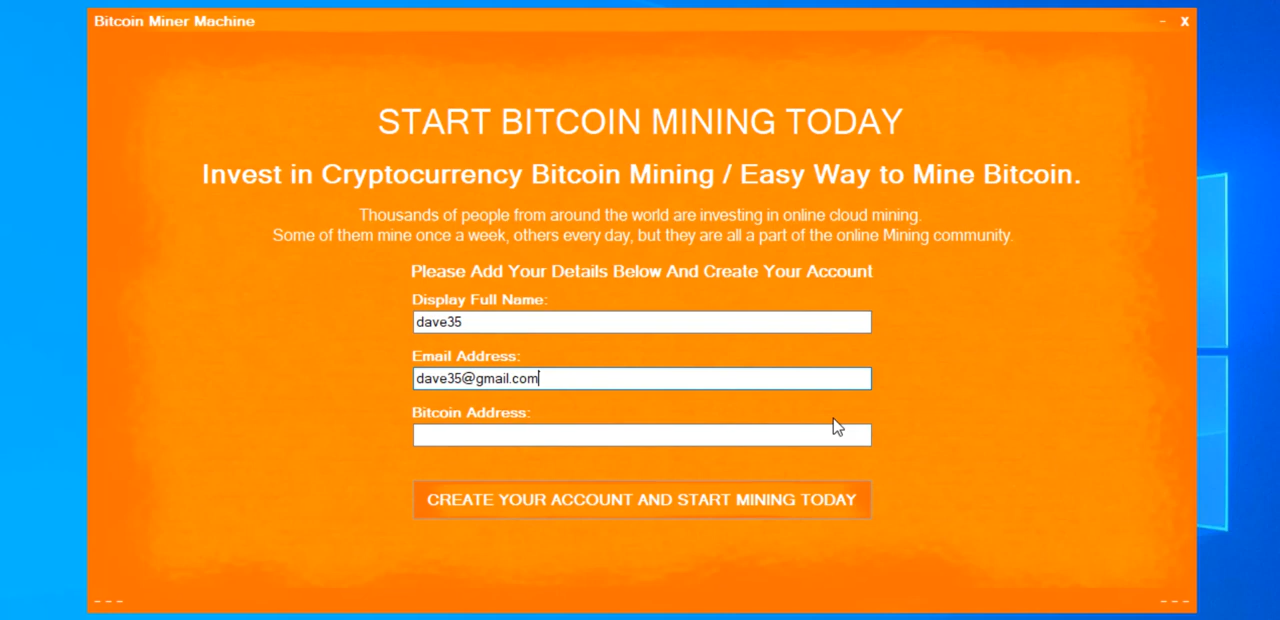 Bitcoin Miner Machine
- X
START BITCOIN MINING TODAY
Invest in Cryptocurrency Bitcoin Mining / Easy Way to Mine Bitcoin.
Thousands of people from around the world are investing in online cloud mining.
Some of them mine once a week, others every day, but they are all a part of the online Mining community.
Please Add Your Details Below And Create Your Account
Display Full Name:
dave35
Email Address:
dave35@gmail.com
Bitcoin Address:
CREATE YOUR ACCOUNT AND START MINING TODAY
- - - - - -